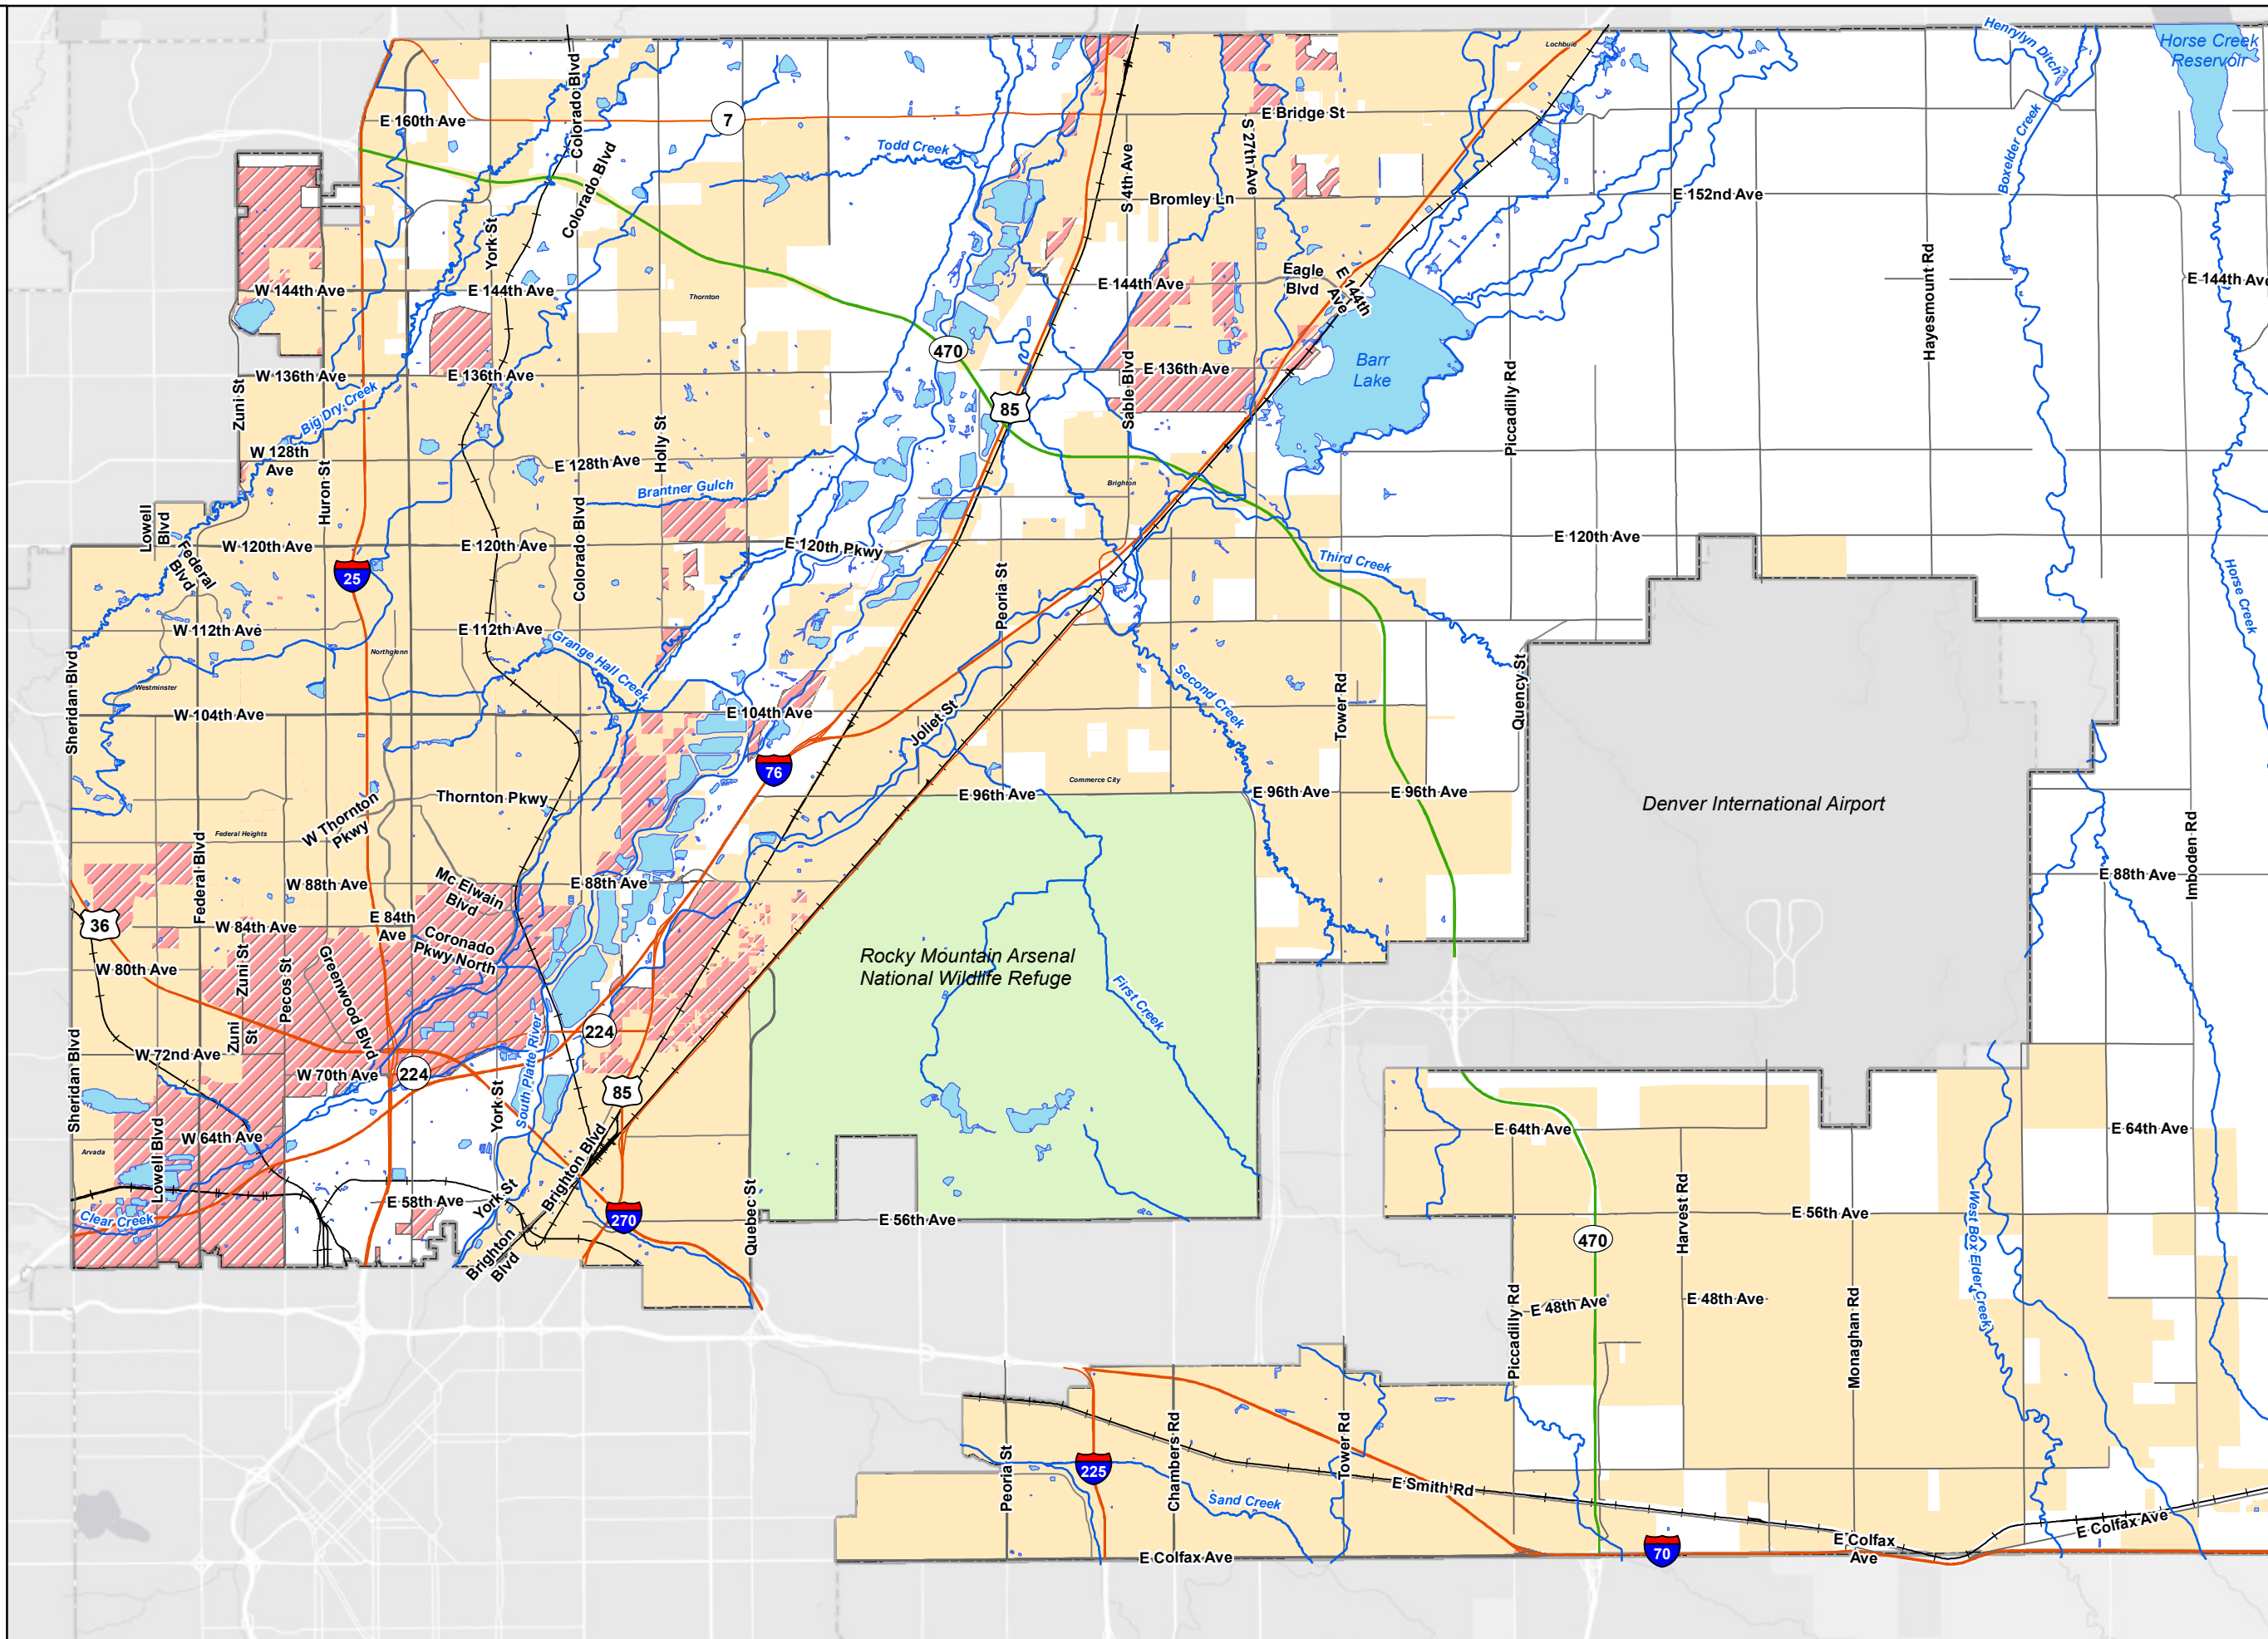 Henrylyn Ditch
Horse Creek
Reservoir
Lochbuie
Colorado Blvd
E 160th Ave
7
E Bridge St
Todd Creek
S 4th Ave
S 27th Ave
Boxelder Creek
Colorado Blvd
Bromley Ln
E 152nd Ave
York St
W 144th Ave
E 144th Ave
Thornton
E 144th Ave
Eagle
Blvd
E 144th
Ave
Hayesmount Rd
E 144th Ave
470
Barr
Lake
W 136th Ave
E 136th Ave
E 136th Ave
Zuni St
Big Dry Creek
85
Sable Blvd
Piccadilly Rd
Holly St
W 128th
Ave
E 128th Ave
Huron St
Brantner Gulch
Brighton
Lowell
Blvd
Colorado Blvd
W 120th Ave
E 120th Ave
E 120th Pkwy
E 120th Ave
Federal
Blvd
25
Peoria St
Third Creek
Horse Creek
W 112th Ave
E 112th Ave
Northglenn
Grange Hall Creek
Westminster
Second Creek
Sheridan Blvd
Quency St
Tower Rd
W 104th Ave
E 104th Ave
Joliet St
76
Commerce City
Thornton Pkwy
W Thornton
Pkwy
E 96th Ave
E 96th Ave
E 96th Ave
Denver International Airport
Federal Heights
Federal Blvd
Imboden Rd
W 88th Ave
Mc Elwain
Blvd
E 88th Ave
E 88th Ave
36
W 84th Ave
E 84th
Ave
Coronado
Pkwy North
Rocky Mountain Arsenal
National Wildlife Refuge
W 80th Ave
Zuni St
Pecos St
Greenwood Blvd
First Creek
South Platte River
224
Zuni
St
W 72nd Ave
W 70th Ave
224
85
Sheridan Blvd
York St
Lowell Blvd
W 64th Ave
E 64th Ave
E 64th Ave
Arvada
Brighton Blvd
Harvest Rd
West Box Elder Creek
York St
E 58th Ave
Clear Creek
270
Quebec St
E 56th Ave
E 56th Ave
470
Brighton
Blvd
E 48th Ave
E 48th Ave
Piccadilly Rd
Monaghan Rd
Peoria St
225
Chambers Rd
Tower Rd
E Smith Rd
Sand Creek
E Colfax Ave
70
E Colfax
Ave
E Colfax Ave